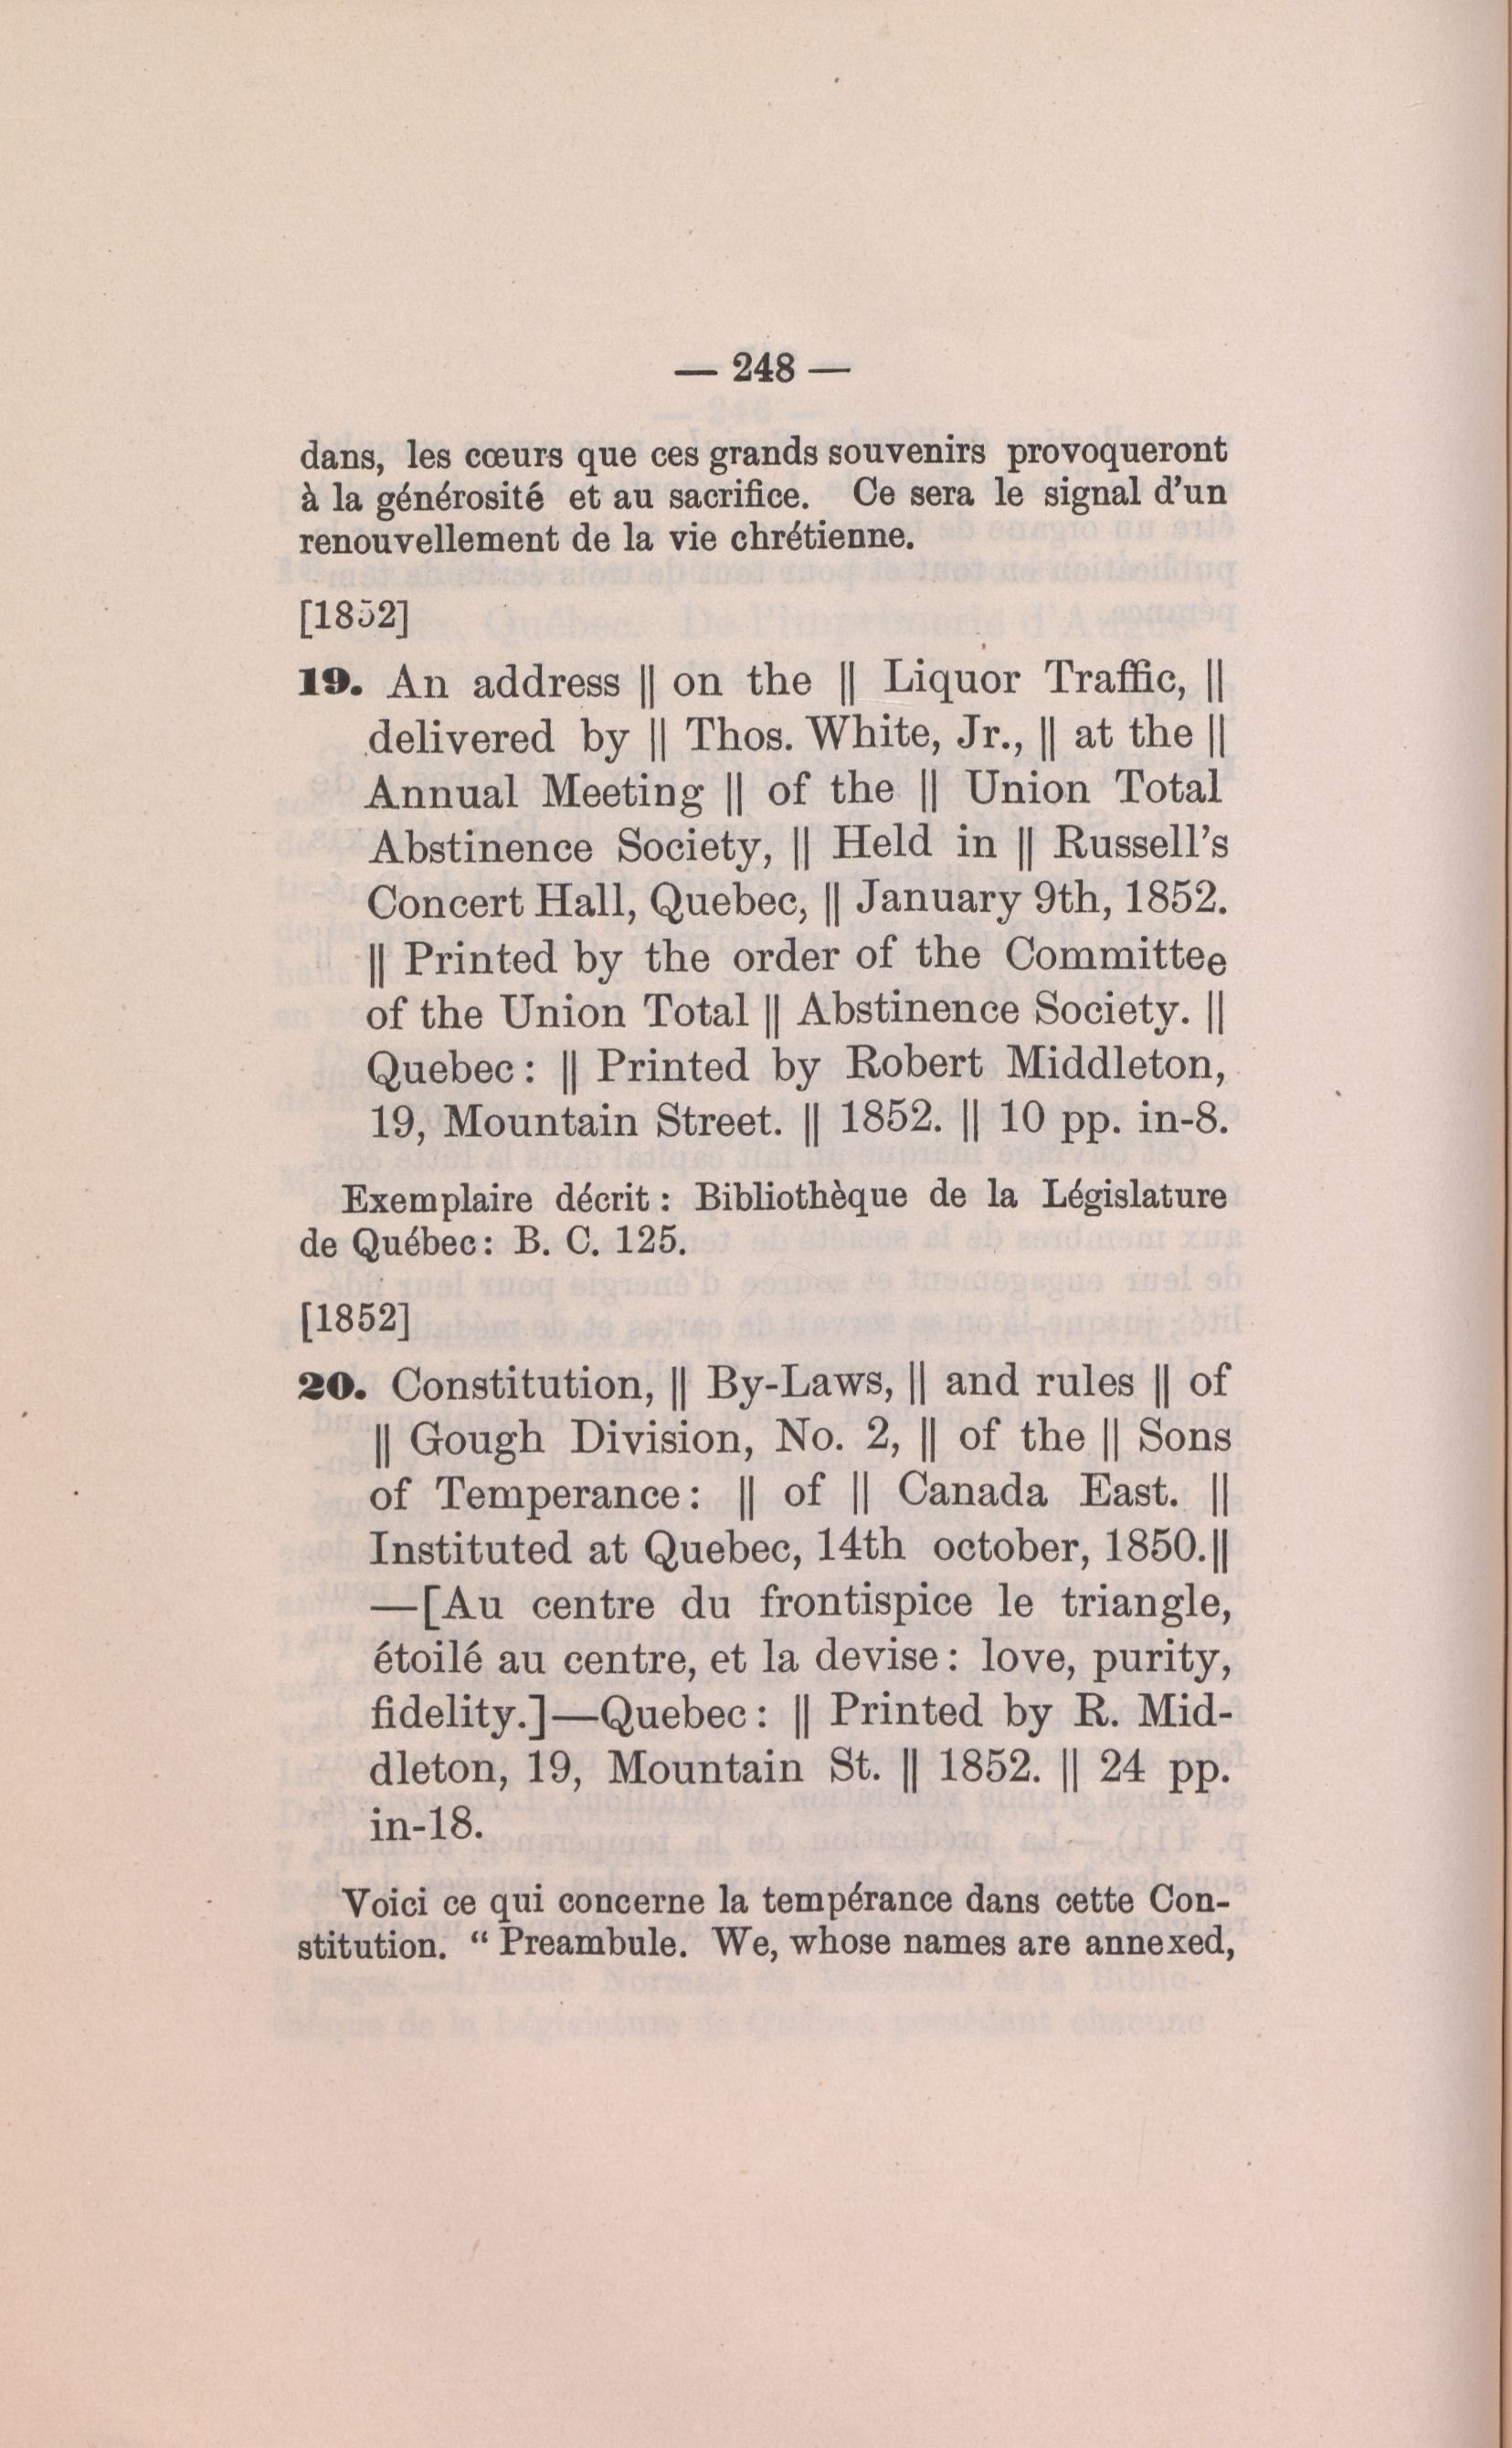 — 248 —
dans, les cœurs que ces grands souvenirs provoqueront
à la générosité et au sacrifice. Ce sera le signal d'un
renouvellement de la vie chrétienne.
[1852]
19. An address || on the || Liquor Traffic, ||
delivered by || Thos. White, Jr., || at the ||
Annual Meeting || of the || Union Total
Abstinence Society, || Held in || Russell's
Concert Hall, Quebec, || January 9th, 1852.
|| Printed by the order of the Committee
of the Union Total || Abstinence Society. ||
Quebec: || Printed by Robert Middleton,
19, Mountain Street. || 1852. || 10 pp. in-8.
Exemplaire décrit: Bibliothèque de la Législature
de Québec: B. C. 125.
[1852]
20. Constitution, || By-Laws, || and rules || of
|| Gough Division, No. 2, || of the || Sons
of Temperance: || of || Canada East. ||
Instituted at Quebec, 14th october, 1850.||
—[Au centre du frontispice le triangle,
étoilé au centre, et la devise: love, purity,
fidelity.]—Quebec: || Printed by R. Mid-
dleton, 19, Mountain St. || 1852. || 24 pp.
in-18.
Voici ce qui concerne la tempérance dans cette Con-
stitution. “ Preambule. We, whose names are annexed,